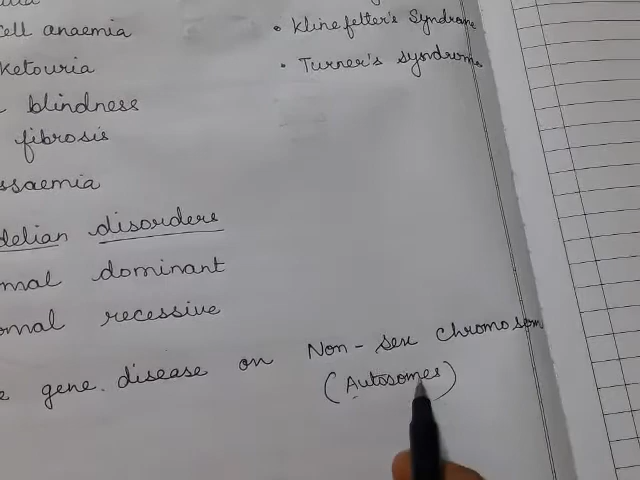 cell anaemia
• Klinefelter's Syndrome
ketouria
• Turner's syndrome
blindness
fibrosis
ssaemia
delian disorders
mal dominant
omal recessive
gene. disease on Non - sex chromosom
(Autosomes)